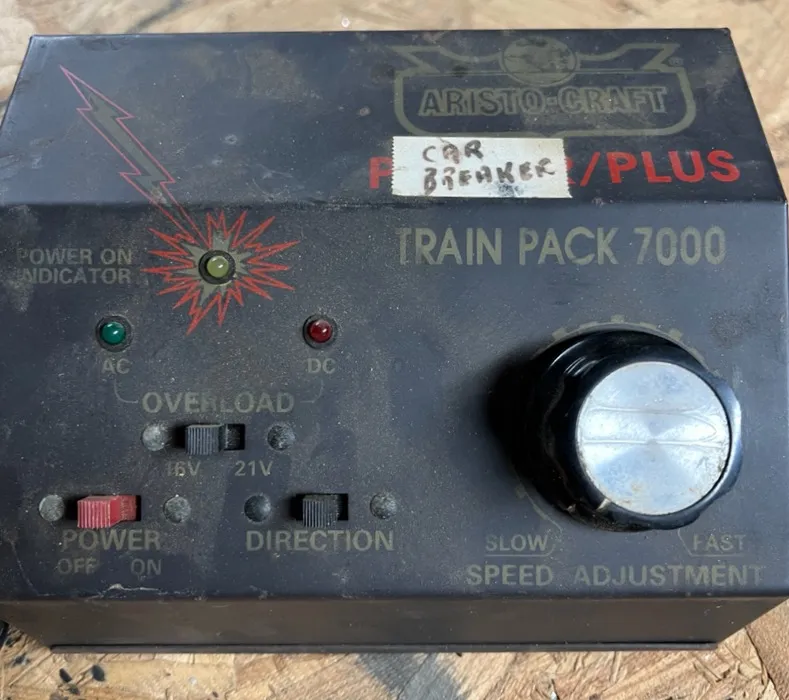 ARISTO-CRAFT
CAR
BREAKER
/PLUS
TRAIN PACK 7000
POWER ON
INDICATOR
AC DC
OVERLOAD
16V 21V
POWER
OFF ON
DIRECTION
SLOW FAST
SPEED ADJUSTMENT